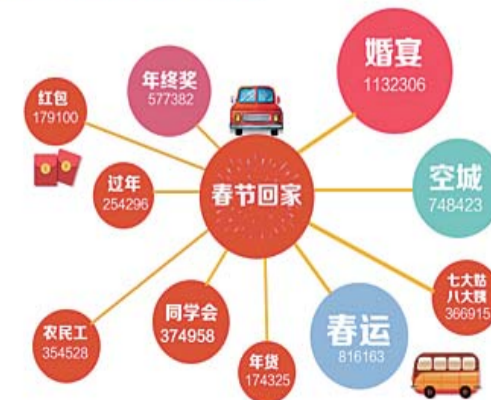 婚宴
1132306
年终奖
577382
红包
179100
过年
254296
春节回家
空城
748423
七大姑
八大姨
366915
同学会
374958
春运
816163
农民工
354528
年货
174325